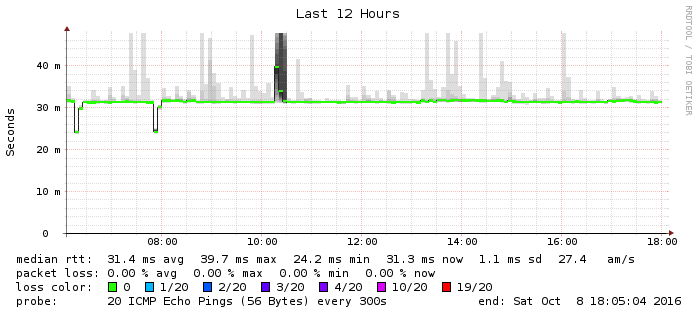 Last 12 Hours
RRDTOOL / TOBI OETIKER
Seconds
40 m
30 m
20 m
10 m
0
08:00 10:00 12:00 14:00 16:00 18:00
median rtt: 31.4 ms avg 39.7 ms max 24.2 ms min 31.3 ms now 1.1 ms sd 27.4 am/s
packet loss: 0.00 % avg 0.00 % max 0.00 % min 0.00 % now
loss color: 0 1/20 2/20 3/20 4/20 10/20 19/20
probe: 20 ICMP Echo Pings (56 Bytes) every 300s end: Sat Oct 8 18:05:04 2016